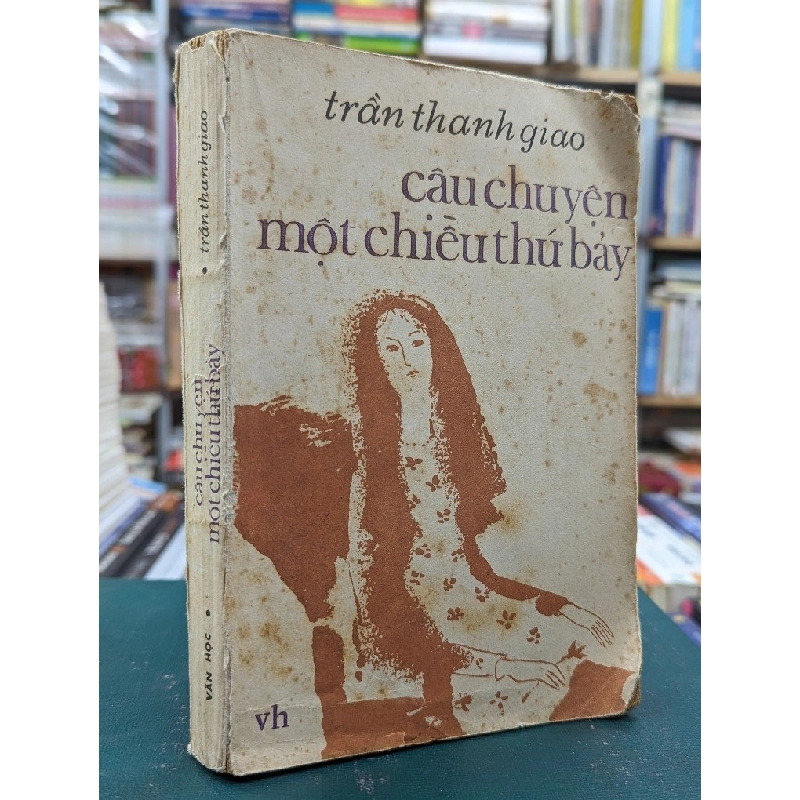 trần thanh giao
câu chuyện
một chiều thứ bảy
vh
trần thanh giao
câu chuyện
một chiều thứ bảy
VĂN HỌC